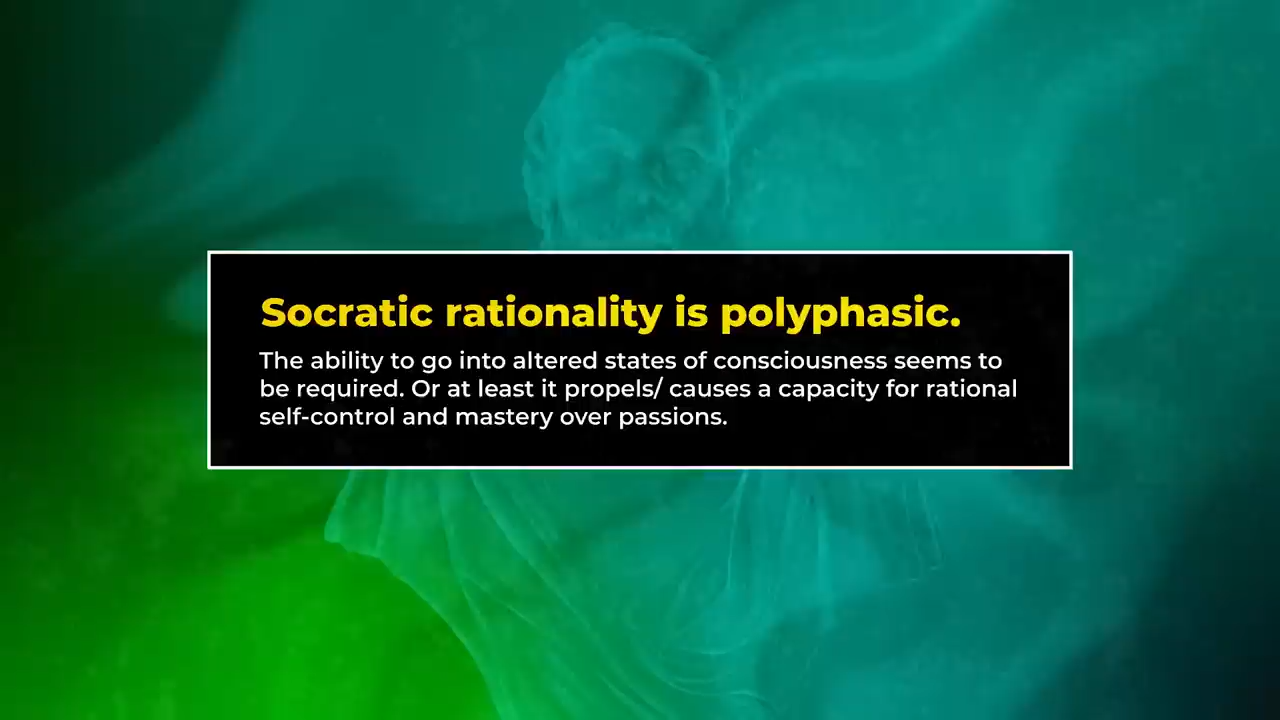 Socratic rationality is polyphasic.
The ability to go into altered states of consciousness seems to
be required. Or at least it propels/ causes a capacity for rational
self-control and mastery over passions.